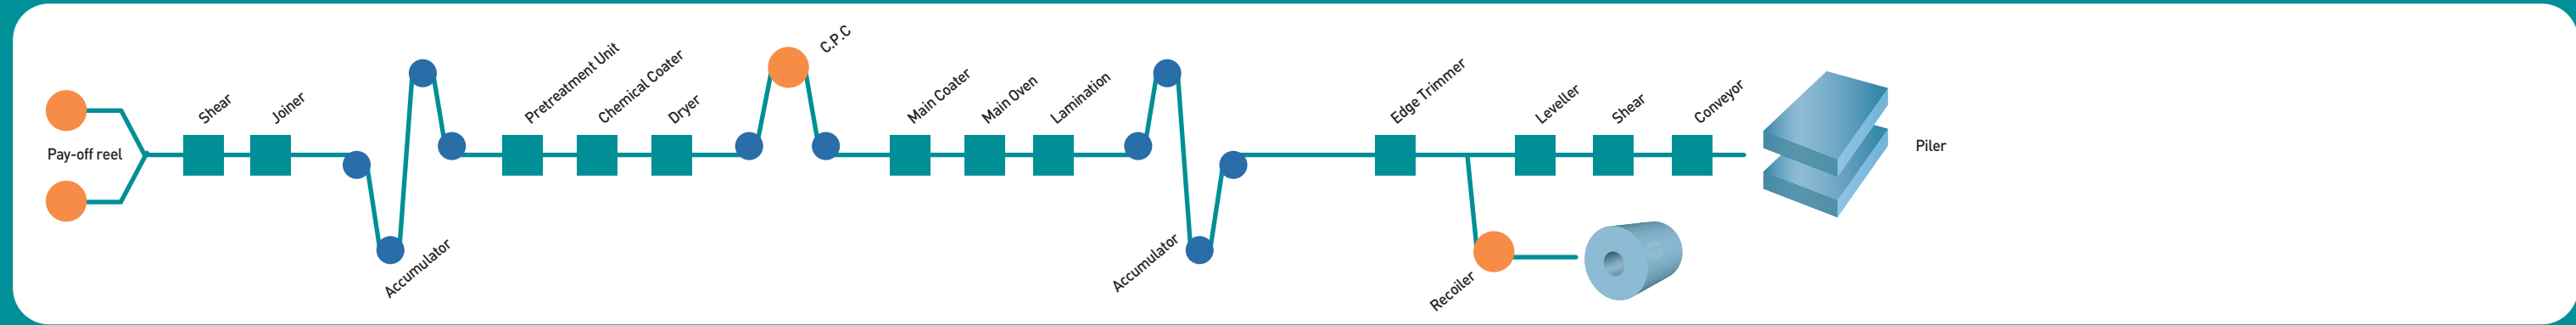 Pay-off reel
Shear
Joiner
Accumulator
Pretreatment Unit
Chemical Coater
Dryer
C.P.C
Main Coater
Main Oven
Lamination
Accumulator
Edge Trimmer
Recoiler
Leveller
Shear
Conveyor
Piler